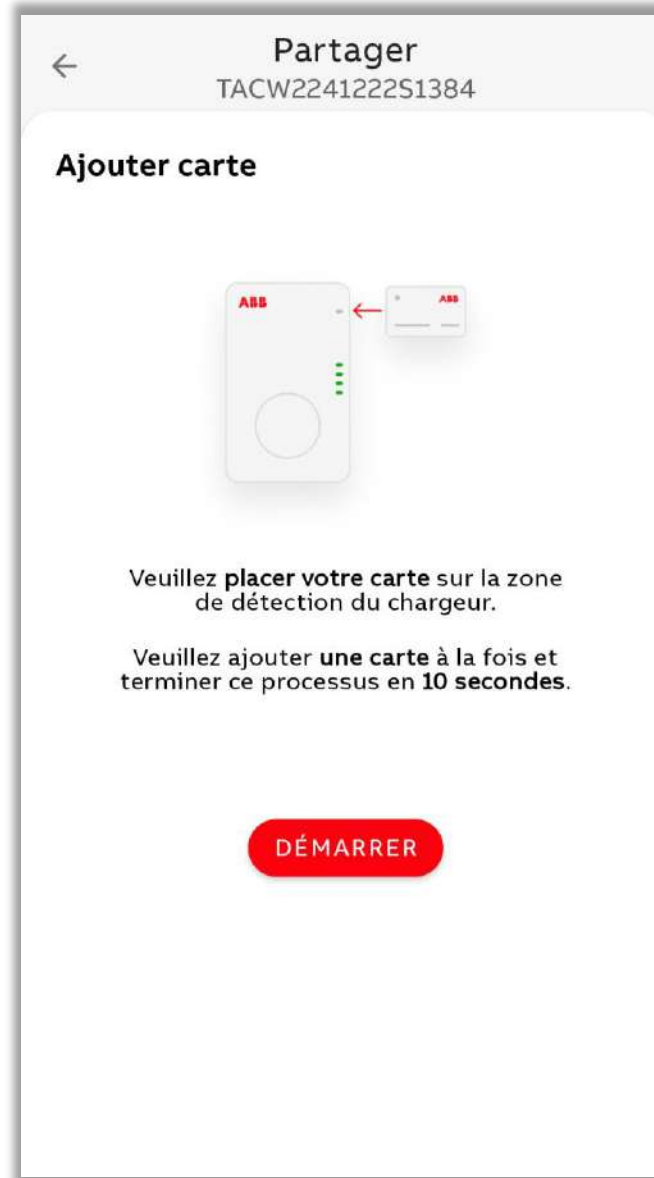 Partager
TACW2241222S1384
Ajouter carte
ABB
ABB
Veuillez placer votre carte sur la zone
de détection du chargeur.
Veuillez ajouter une carte à la fois et
terminer ce processus en 10 secondes.
DÉMARRER